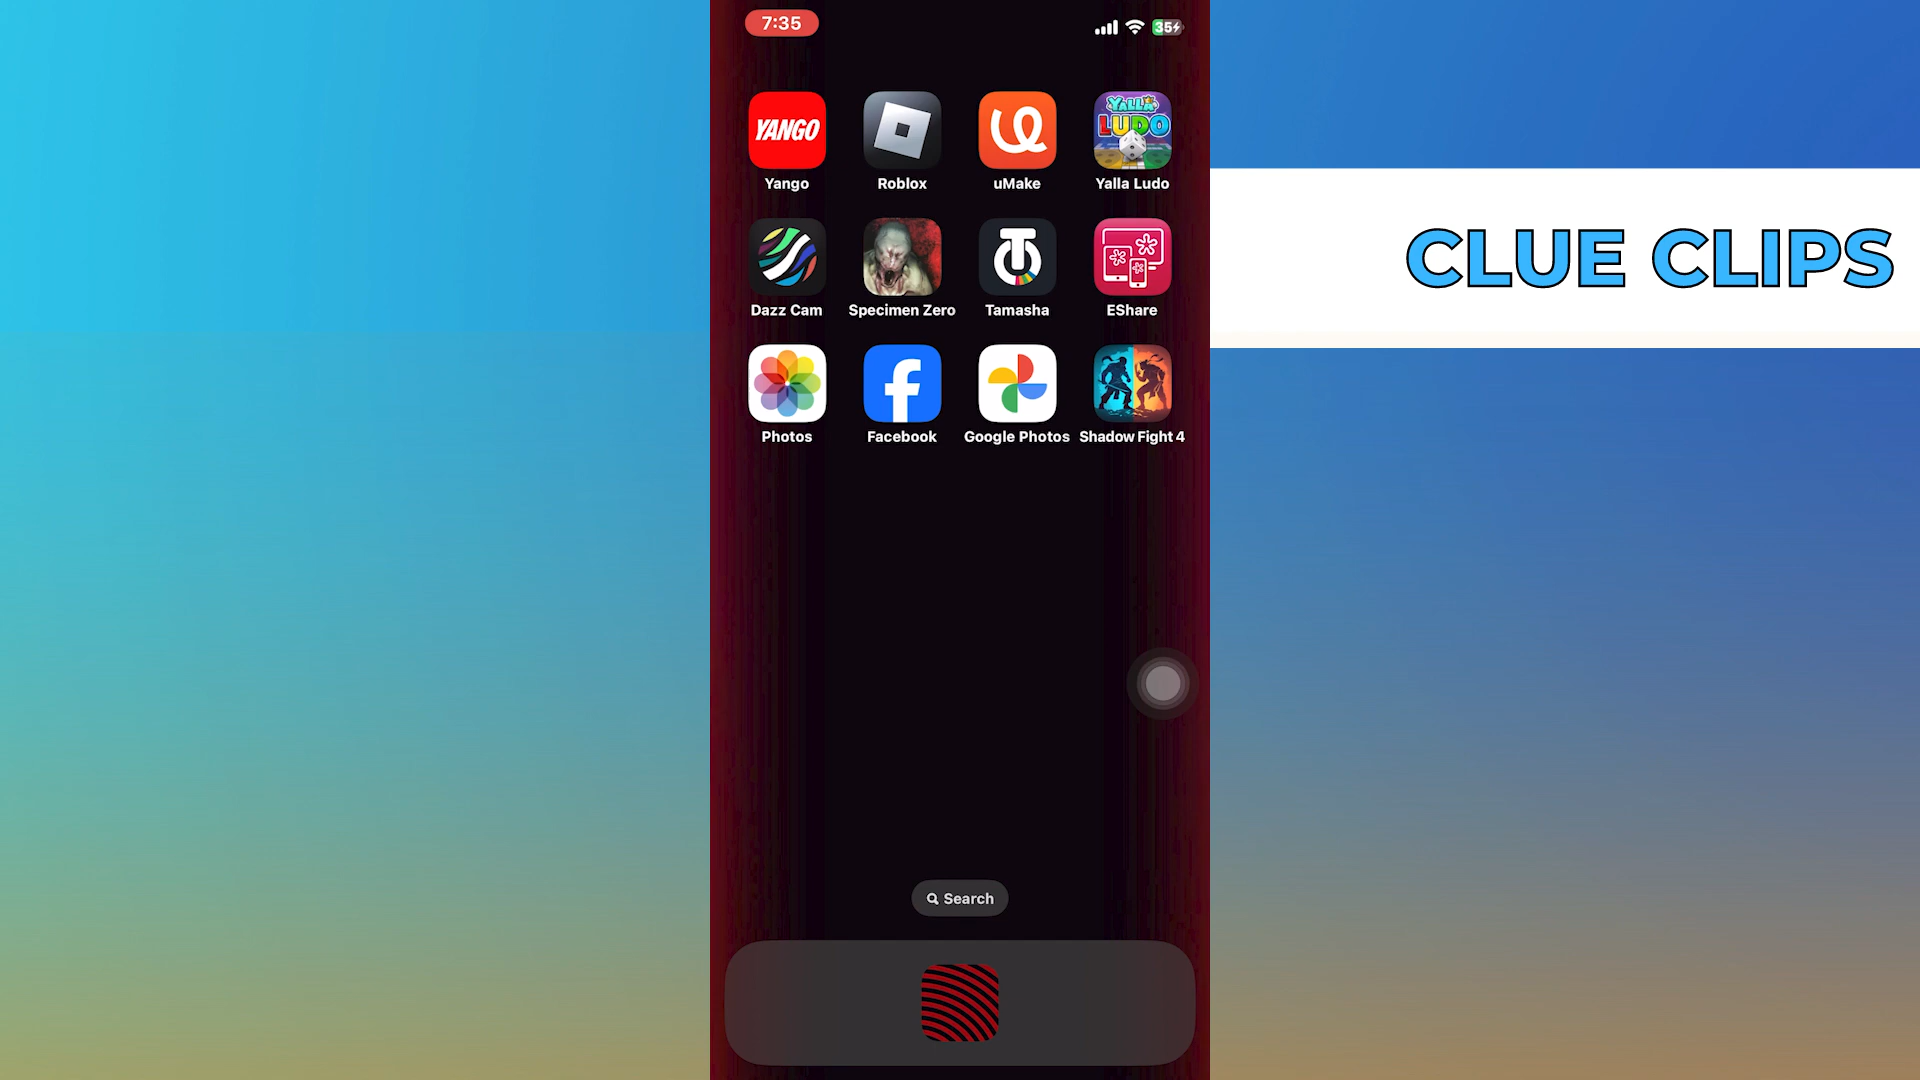 7:35
35
YANGO
YALLA
LUDO
Yango
Roblox
uMake
Yalla Ludo
Dazz Cam
Specimen Zero
Tamasha
EShare
Photos
Facebook
Google Photos
Shadow Fight 4
Search
CLUE CLIPS